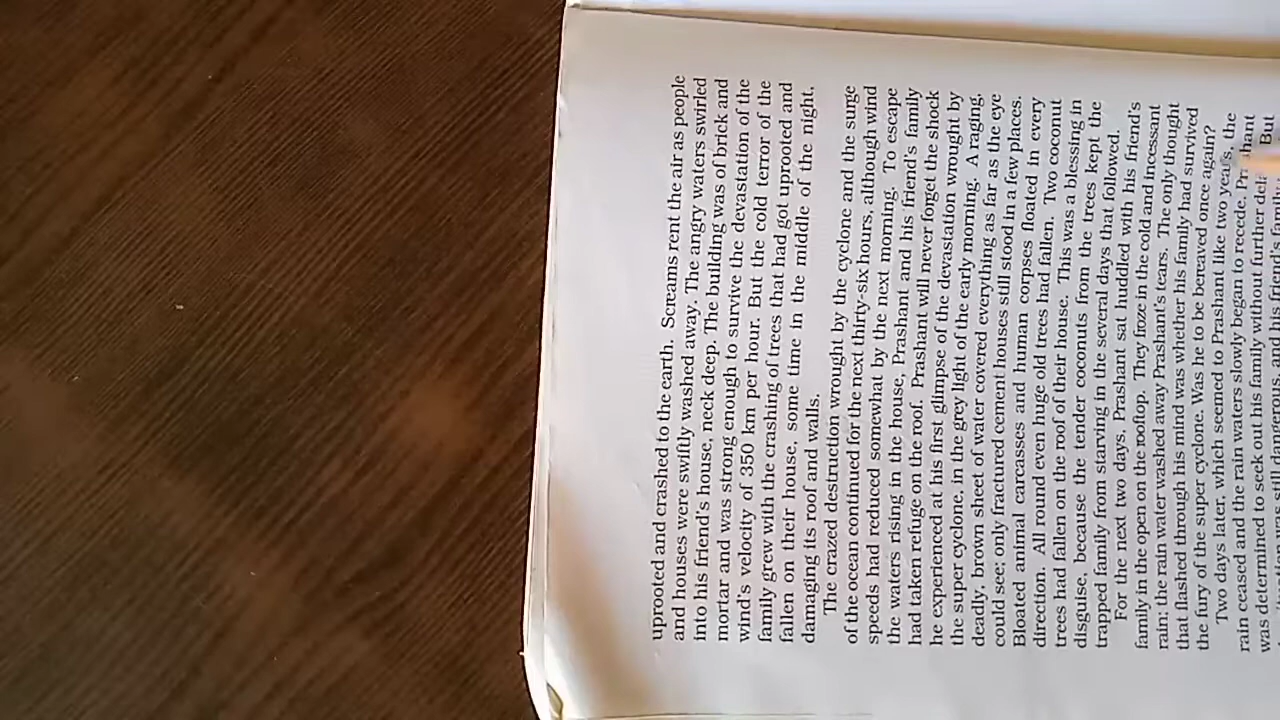 uprooted and crashed to the earth. Screams rent the air as people
and houses were swiftly washed away. The angry waters swirled
into his friend's house, neck deep. The building was of brick and
mortar and was strong enough to survive the devastation of the
wind's velocity of 350 km per hour. But the cold terror of the
family grew with the crashing of trees that had got uprooted and
fallen on their house, some time in the middle of the night,
damaging its roof and walls.
The crazed destruction wrought by the cyclone and the surge
of the ocean continued for the next thirty-six hours, although wind
speeds had reduced somewhat by the next morning. To escape
the waters rising in the house, Prashant and his friend's family
had taken refuge on the roof. Prashant will never forget the shock
he experienced at his first glimpse of the devastation wrought by
the super cyclone, in the grey light of the early morning. A raging,
deadly, brown sheet of water covered everything as far as the eye
could see; only fractured cement houses still stood in a few places.
Bloated animal carcasses and human corpses floated in every
direction. All round even huge old trees had fallen. Two coconut
trees had fallen on the roof of their house. This was a blessing in
disguise, because the tender coconuts from the trees kept the
trapped family from starving in the several days that followed.
For the next two days, Prashant sat huddled with his friend's
family in the open on the rooftop. They froze in the cold and incessant
rain; the rain water washed away Prashant's tears. The only thought
that flashed through his mind was whether his family had survived
the fury of the super cyclone. Was he to be bereaved once again?
Two days later, which seemed to Prashant like two years, the
rain ceased and the rain waters slowly began to recede.
was determined to seek out his family without further But
still dangerous, and his friend's